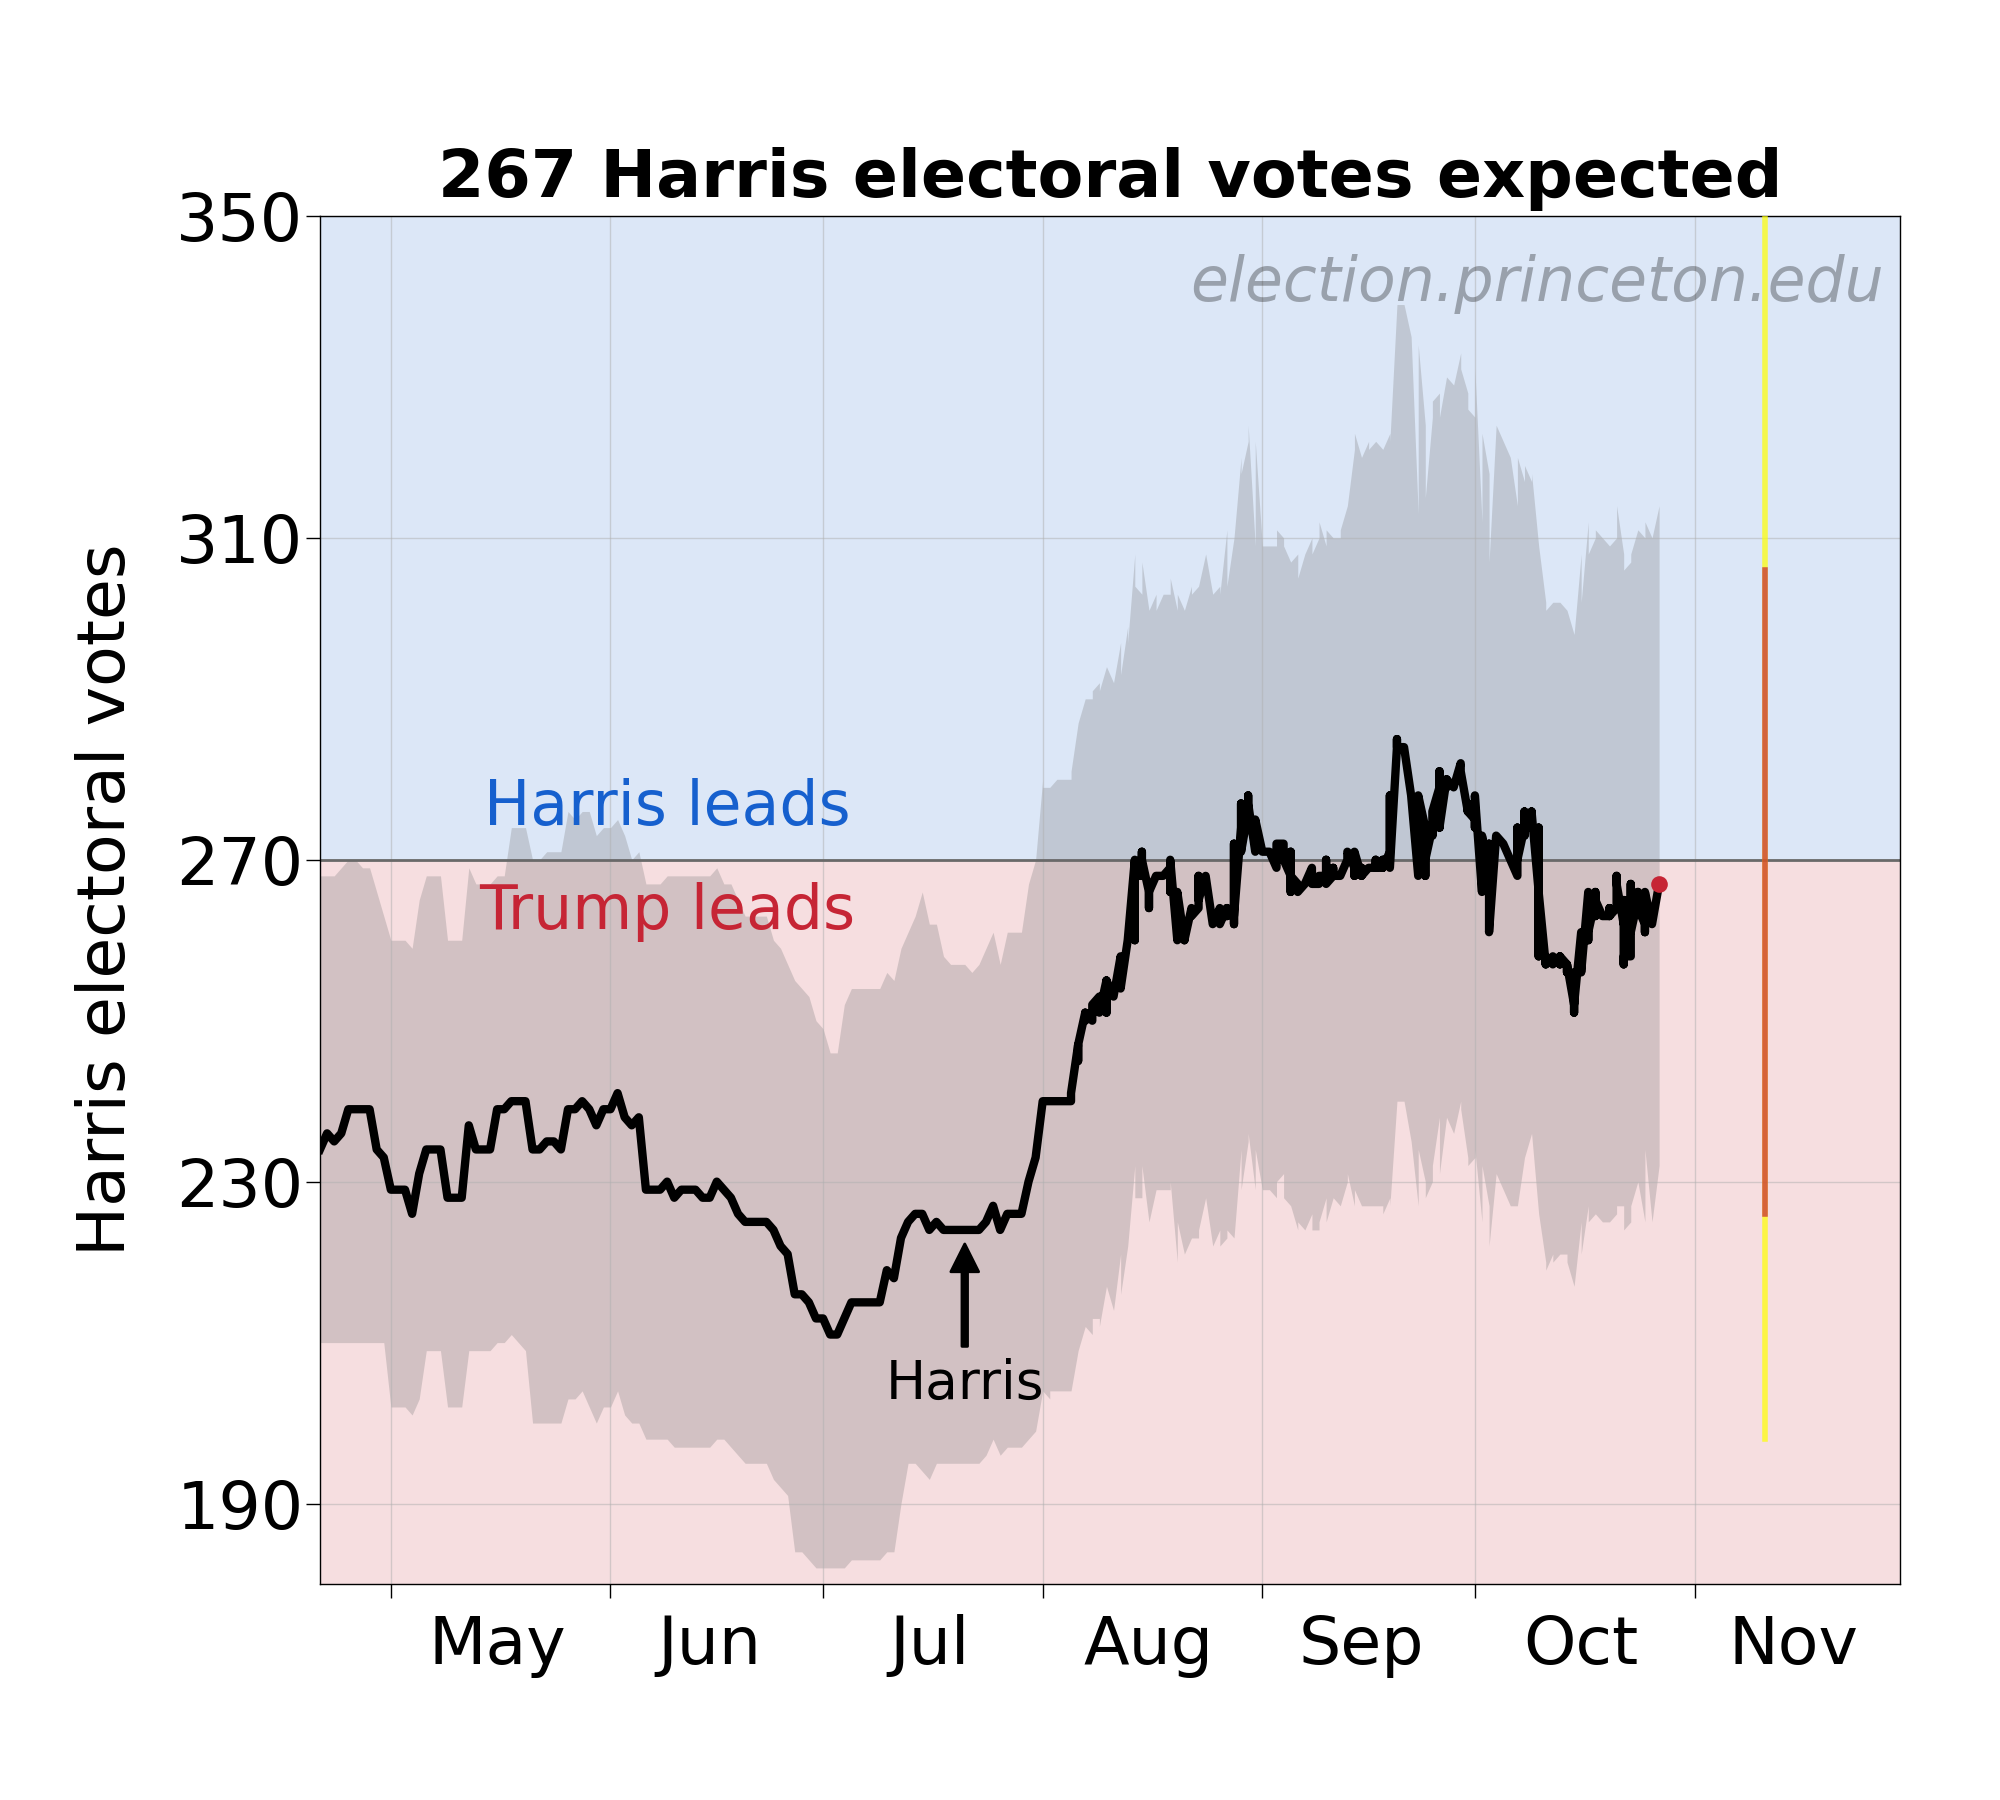 267 Harris electoral votes expected
350
election.princeton.edu
310
Harris electoral votes
Harris leads
270
Trump leads
230
Harris
190
May Jun Jul Aug Sep Oct Nov